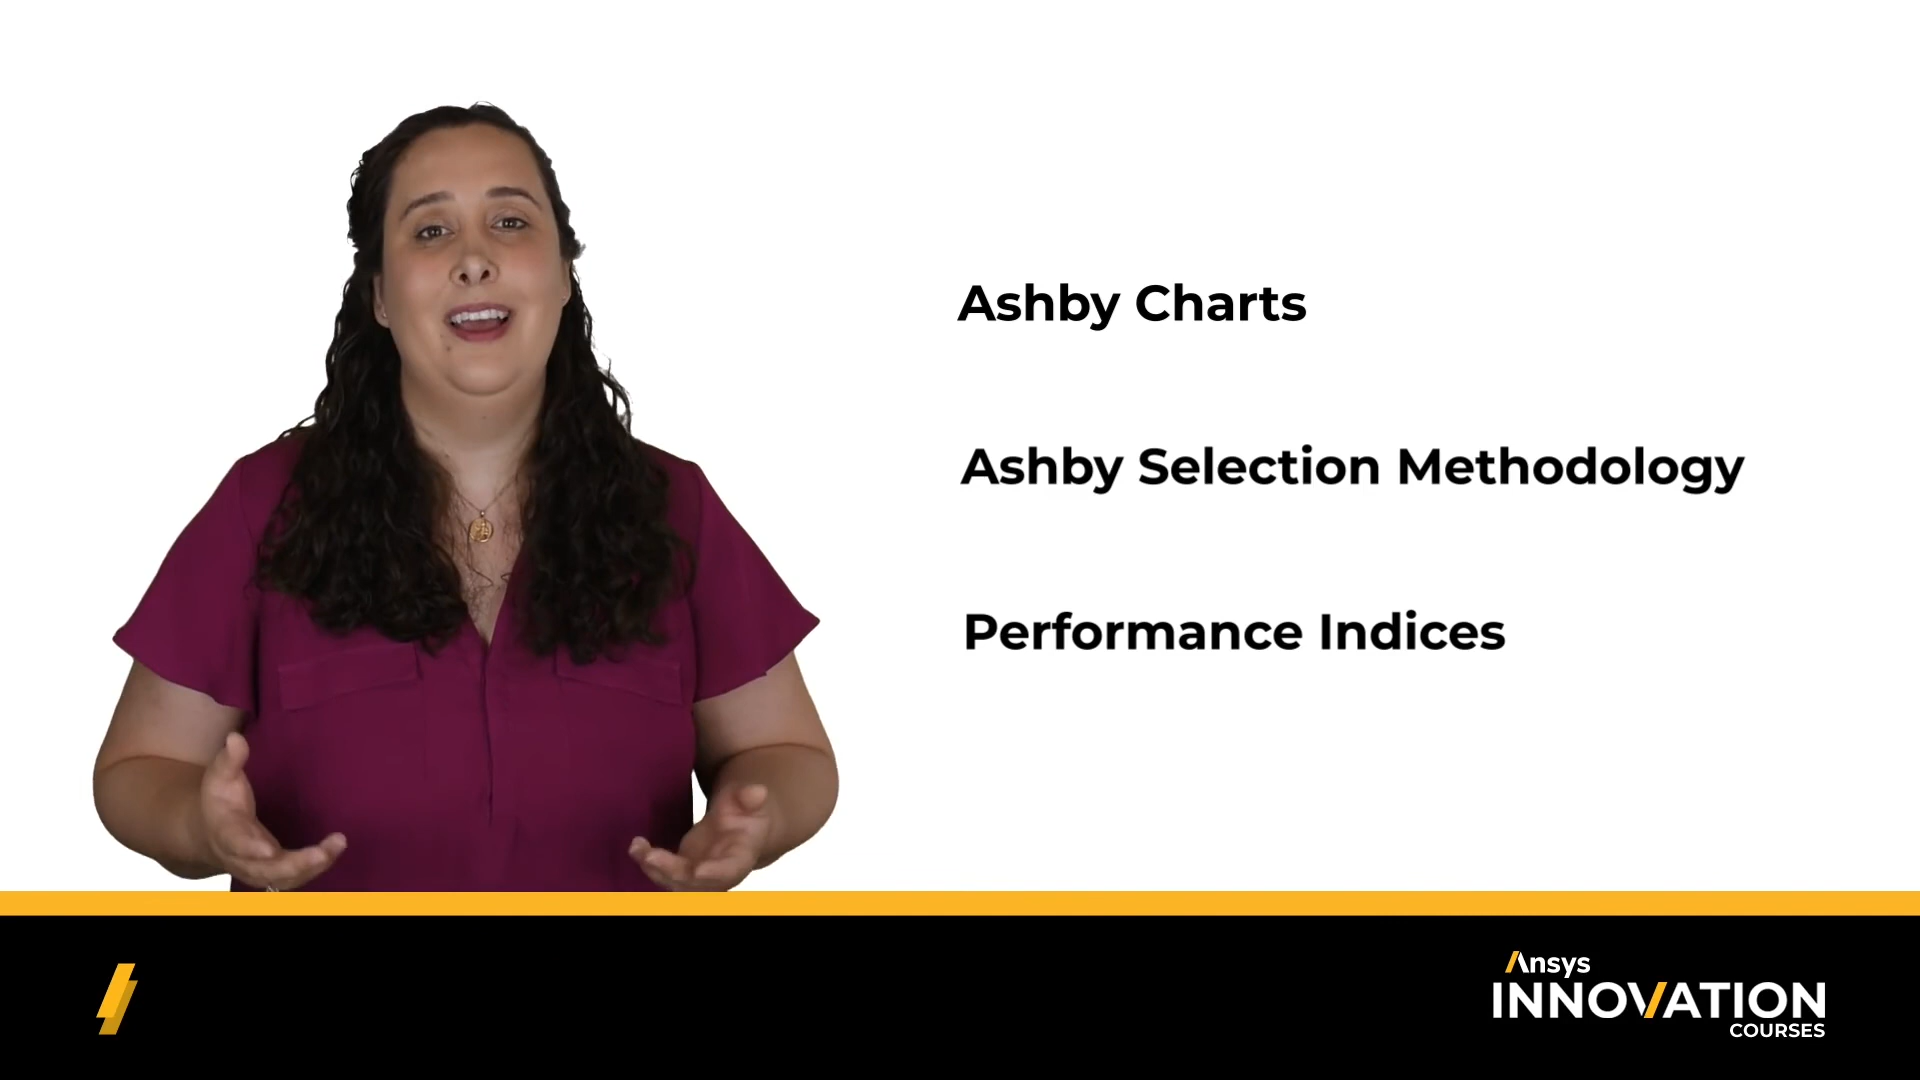 Ashby Charts
Ashby Selection Methodology
Performance Indices
Ansys
INNOVATION
COURSES